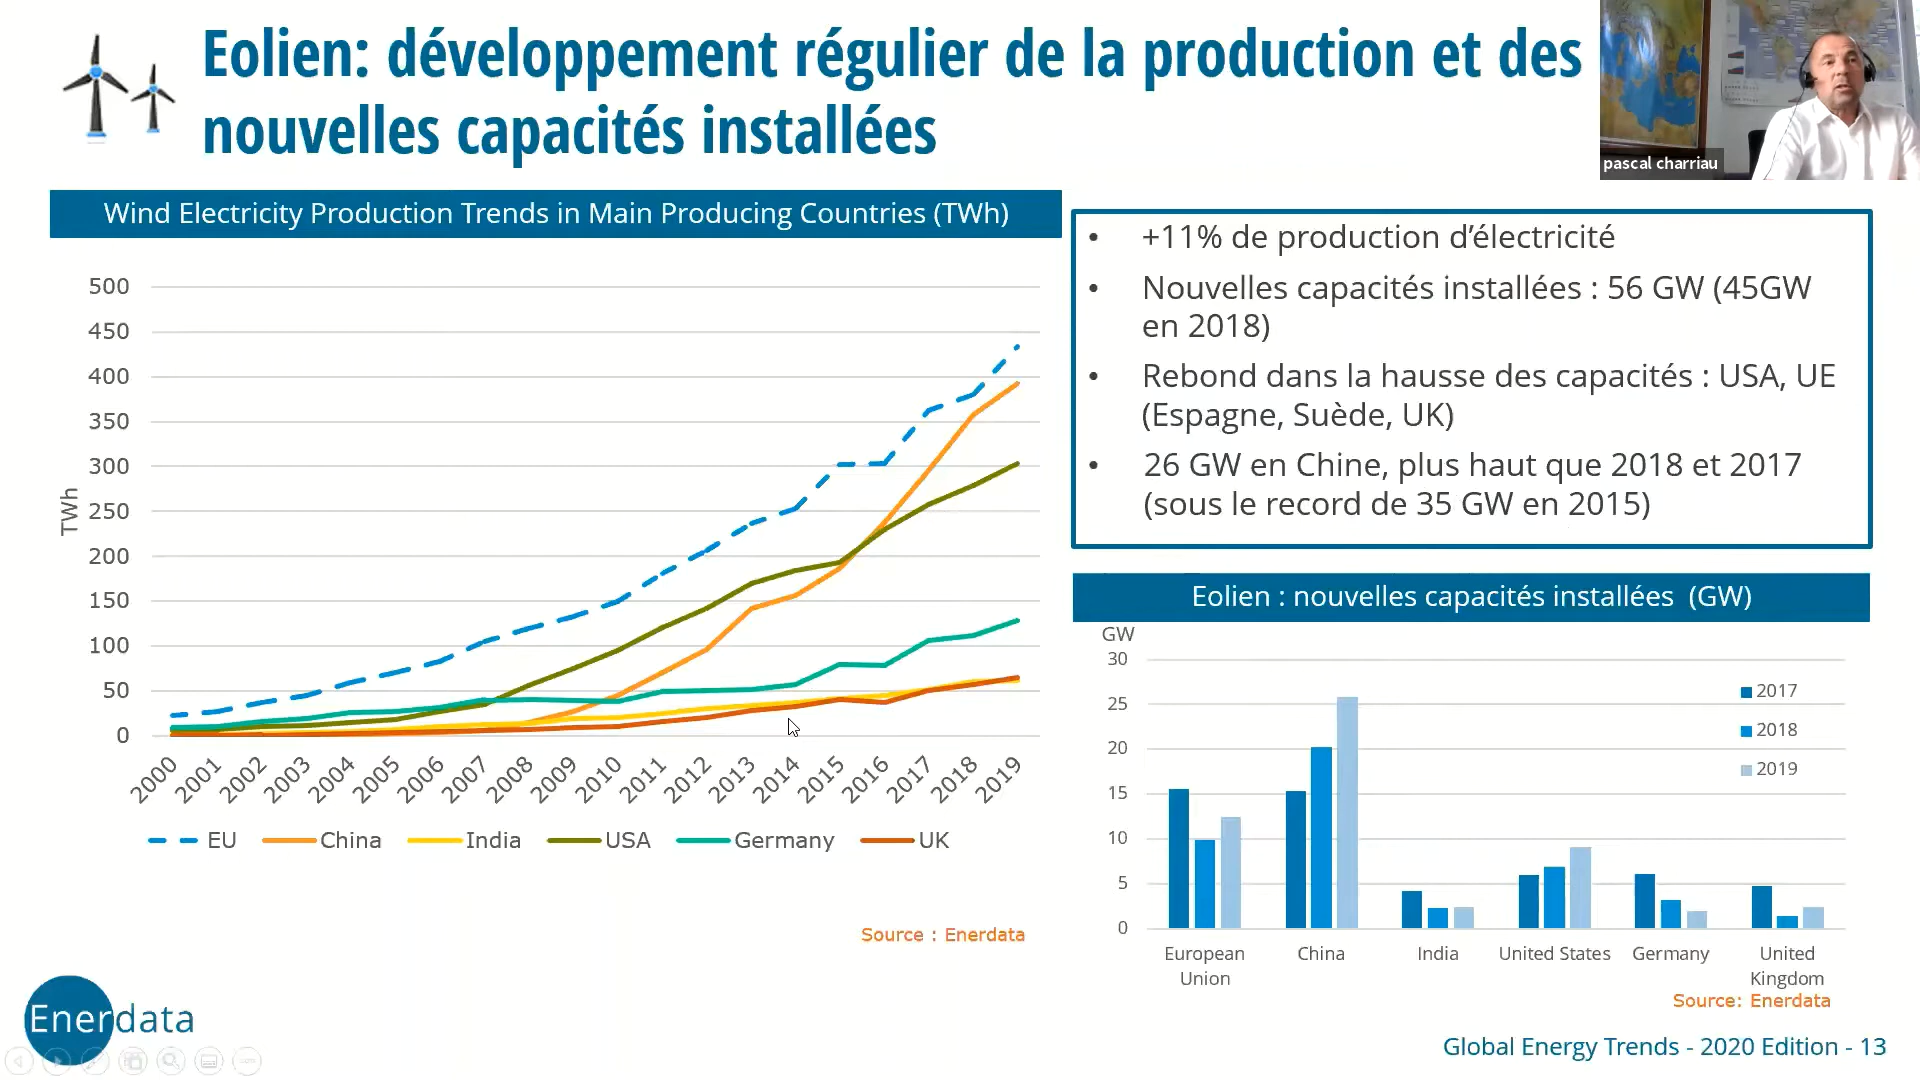 Eolien: développement régulier de la production et des
nouvelles capacités installées
pascal charriau
Wind Electricity Production Trends in Main Producing Countries (TWh)
500
450
400
350
300
250
200
150
100
50
0
TWh
2000 2001 2002 2003 2004 2005 2006 2007 2008 2009 2010 2011 2012 2013 2014 2015 2016 2017 2018 2019
EU China India USA Germany UK
Source : Enerdata
• +11% de production d’électricité
• Nouvelles capacités installées : 56 GW (45GW
en 2018)
• Rebond dans la hausse des capacités : USA, UE
(Espagne, Suède, UK)
• 26 GW en Chine, plus haut que 2018 et 2017
(sous le record de 35 GW en 2015)
Eolien : nouvelles capacités installées (GW)
GW
30
25
20
15
10
5
0
2017
2018
2019
European
Union
China
India
United States
Germany
United
Kingdom
Source: Enerdata
Enerdata
Global Energy Trends - 2020 Edition - 13